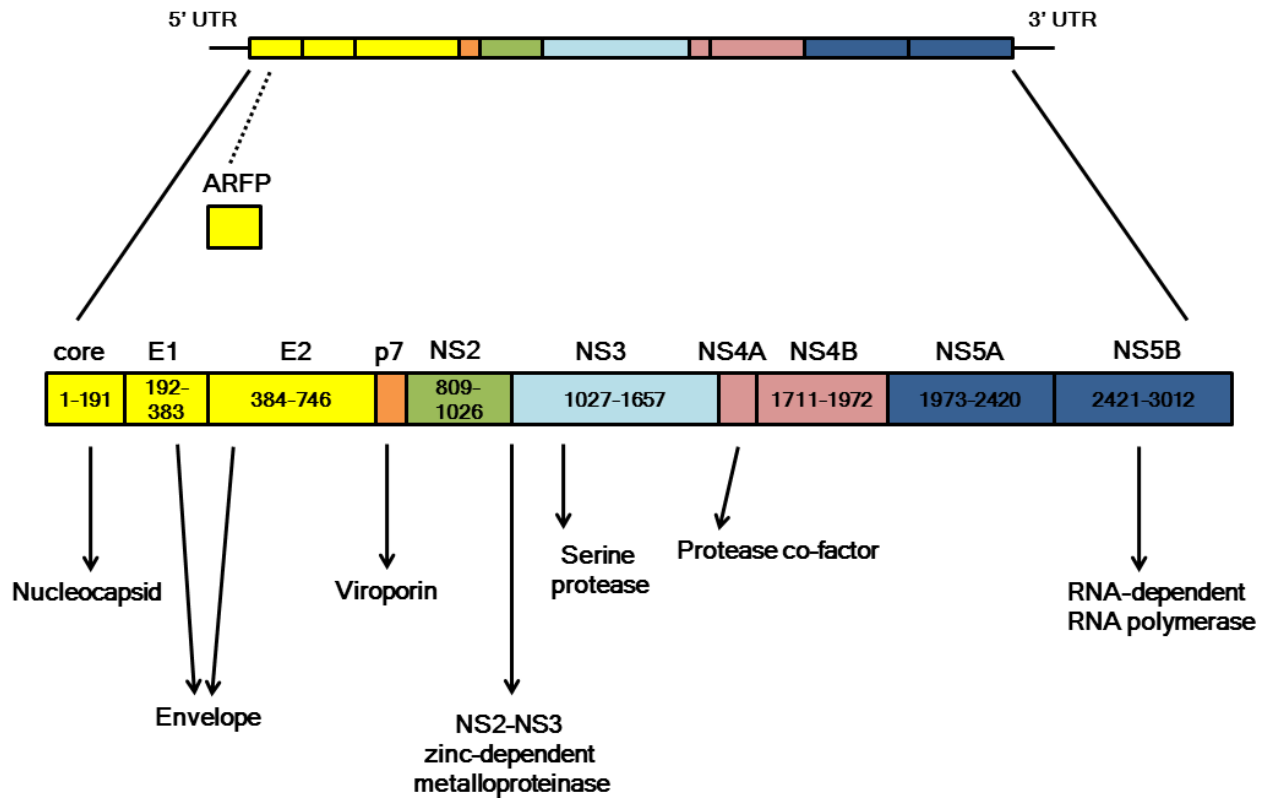 5' UTR
3' UTR
ARFP
core
E1
E2
p7
NS2
NS3
NS4A
NS4B
NS5A
NS5B
1-191
192-
383
384-746
809-
1026
1027-1657
1711-1972
1973-2420
2421-3012
Nucleocapsid
Envelope
Viroporin
NS2-NS3
zinc-dependent
metalloproteinase
Serine
protease
Protease co-factor
RNA-dependent
RNA polymerase